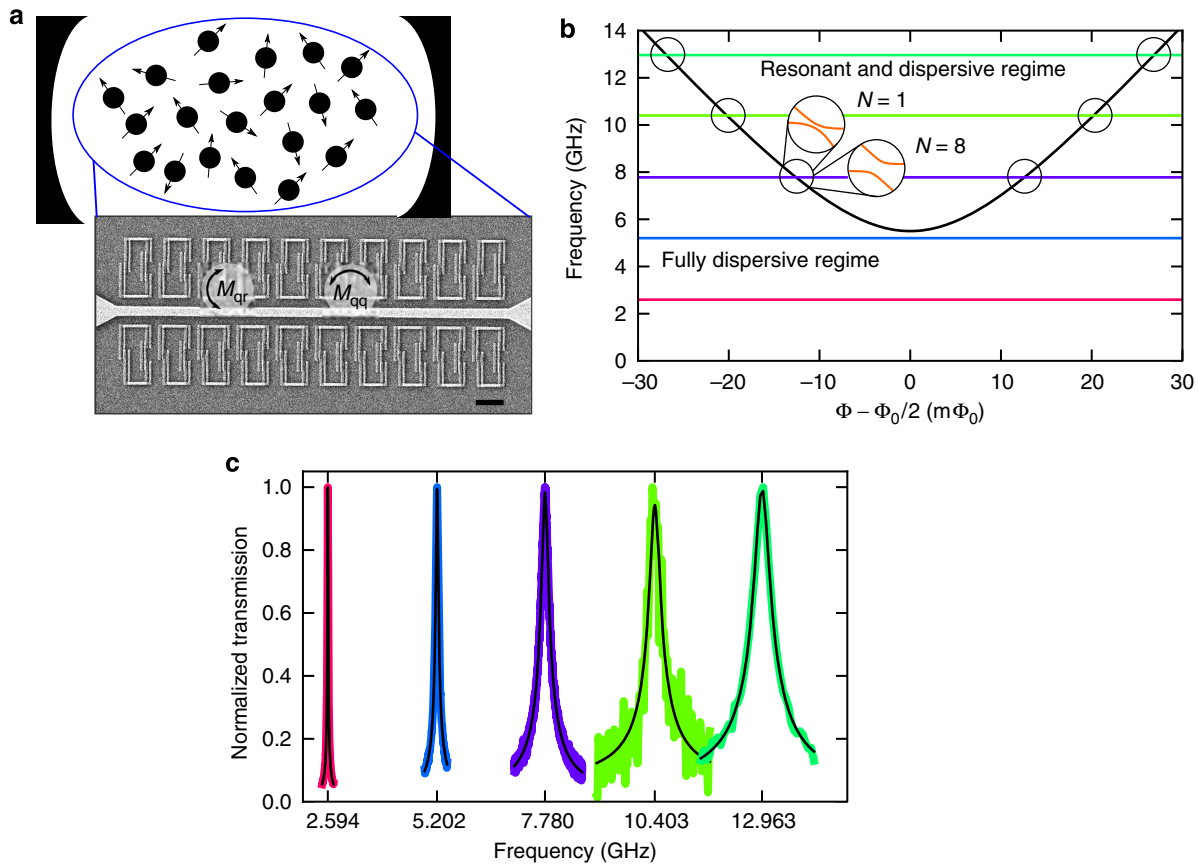 a
M_qr
M_qq
b
Frequency (GHz)
14
12
10
8
6
4
2
0
Resonant and dispersive regime
N = 1
N = 8
Fully dispersive regime
−30
−20
−10
0
10
20
30
Φ − Φ₀/2 (mΦ₀)
c
Normalized transmission
1.0
0.8
0.6
0.4
0.2
0.0
2.594
5.202
7.780
10.403
12.963
Frequency (GHz)